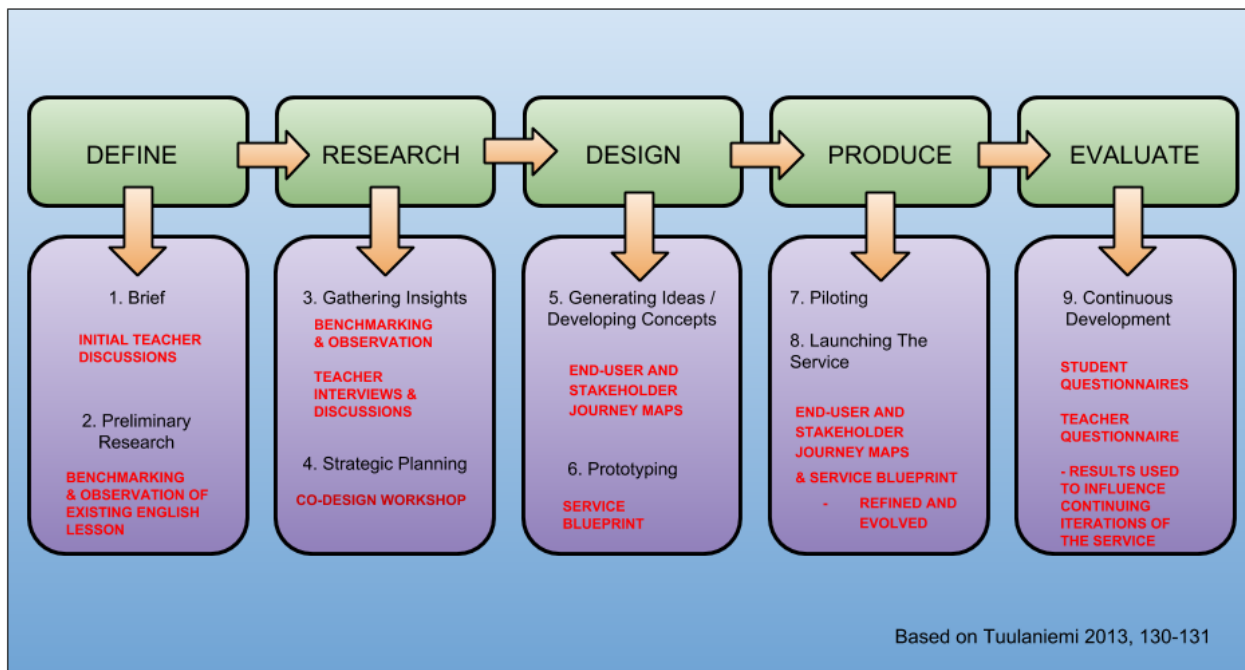 DEFINE
RESEARCH
DESIGN
PRODUCE
EVALUATE
1. Brief
INITIAL TEACHER
DISCUSSIONS
2. Preliminary
Research
BENCHMARKING
& OBSERVATION OF
EXISTING ENGLISH
LESSON
3. Gathering Insights
BENCHMARKING
& OBSERVATION
TEACHER
INTERVIEWS &
DISCUSSIONS
4. Strategic Planning
CO-DESIGN WORKSHOP
5. Generating Ideas /
Developing Concepts
END-USER AND
STAKEHOLDER
JOURNEY MAPS
6. Prototyping
SERVICE
BLUEPRINT
7. Piloting
8. Launching The
Service
END-USER AND
STAKEHOLDER
JOURNEY MAPS
& SERVICE BLUEPRINT
- REFINED AND
EVOLVED
9. Continuous
Development
STUDENT
QUESTIONNAIRES
TEACHER
QUESTIONNAIRE
- RESULTS USED
TO INFLUENCE
CONTINUING
ITERATIONS OF
THE SERVICE
Based on Tuulaniemi 2013, 130-131